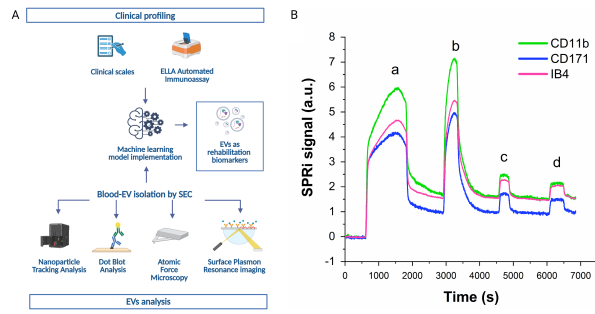 A
Clinical profiling
Clinical scales
ELLA Automated
Immunoassay
Machine learning
model implementation
EVs as
rehabilitation
biomarkers
Blood-EV isolation by SEC
Nanoparticle
Tracking Analysis
Dot Blot
Analysis
Atomic
Force
Microscopy
Surface Plasmon
Resonance imaging
EVs analysis
B
SPRi signal (a.u.)
8
7
6
5
4
3
2
1
0
-1
a
b
c
d
CD11b
CD171
IB4
0
1000
2000
3000
4000
5000
6000
7000
Time (s)